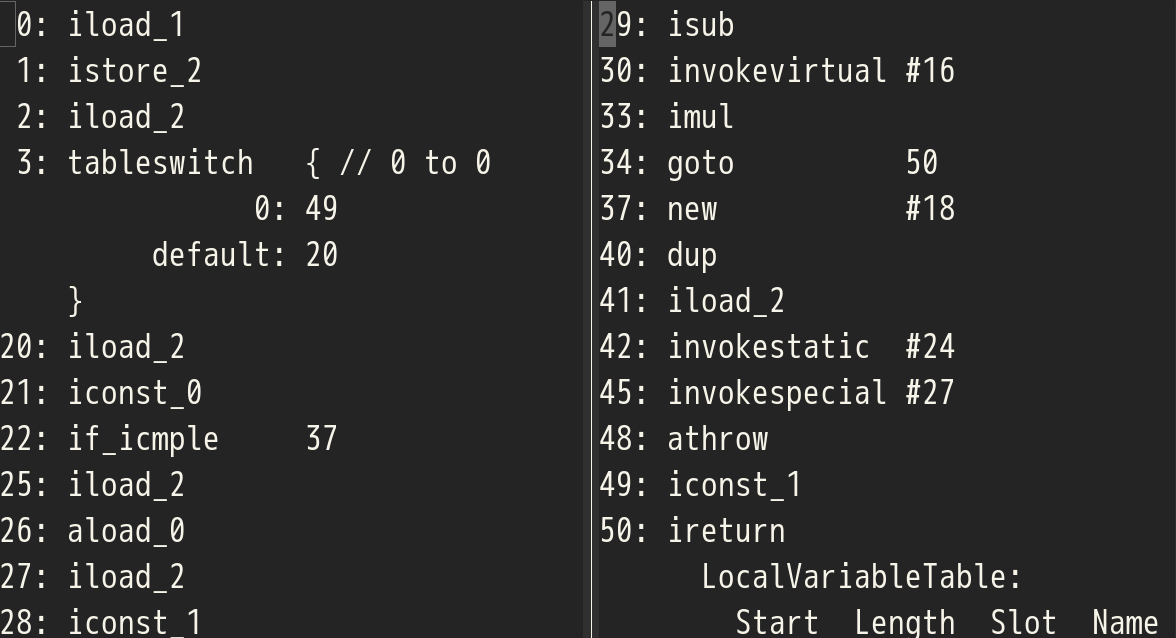 0: iload_1
1: istore_2
2: iload_2
3: tableswitch { // 0 to 0
0: 49
default: 20
}
20: iload_2
21: iconst_0
22: if_icmple 37
25: iload_2
26: aload_0
27: iload_2
28: iconst_1
29: isub
30: invokevirtual #16
33: imul
34: goto 50
37: new #18
40: dup
41: iload_2
42: invokestatic #24
45: invokespecial #27
48: athrow
49: iconst_1
50: ireturn
LocalVariableTable:
Start Length Slot Name